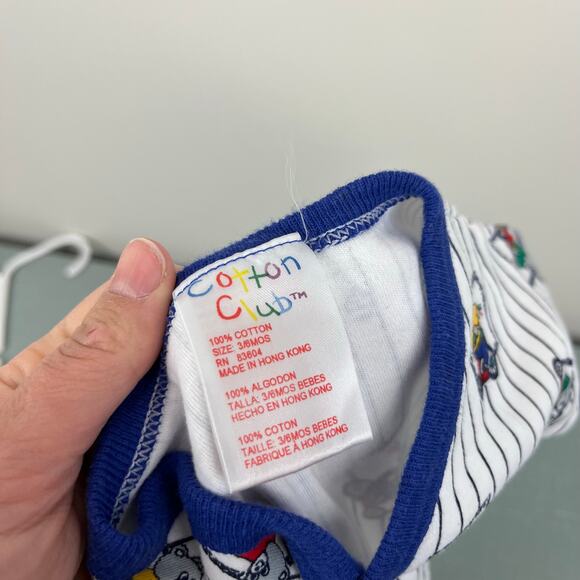 Cotton
Club™
100% COTTON
SIZE: 3/6MOS
RN 83604
MADE IN HONG KONG
100% ALGODON
TALLA: 3/6MOS BEBES
HECHO EN HONG KONG
100% COTON
TAILLE: 3/6MOS BEBES
FABRIQUE À HONG KONG